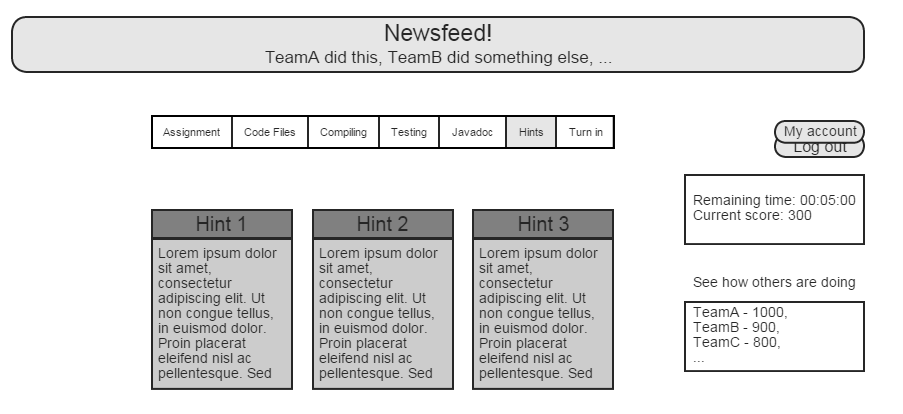 Newsfeed!
TeamA did this, TeamB did something else, ...
Assignment
Code Files
Compiling
Testing
Javadoc
Hints
Turn in
My account
Log out
Remaining time: 00:05:00
Current score: 300
Hint 1
Lorem ipsum dolor
sit amet,
consectetur
adipiscing elit. Ut
non congue tellus,
in euismod dolor.
Proin placerat
eleifend nisl ac
pellentesque. Sed
Hint 2
Lorem ipsum dolor
sit amet,
consectetur
adipiscing elit. Ut
non congue tellus,
in euismod dolor.
Proin placerat
eleifend nisl ac
pellentesque. Sed
Hint 3
Lorem ipsum dolor
sit amet,
consectetur
adipiscing elit. Ut
non congue tellus,
in euismod dolor.
Proin placerat
eleifend nisl ac
pellentesque. Sed
See how others are doing
TeamA - 1000,
TeamB - 900,
TeamC - 800,
...